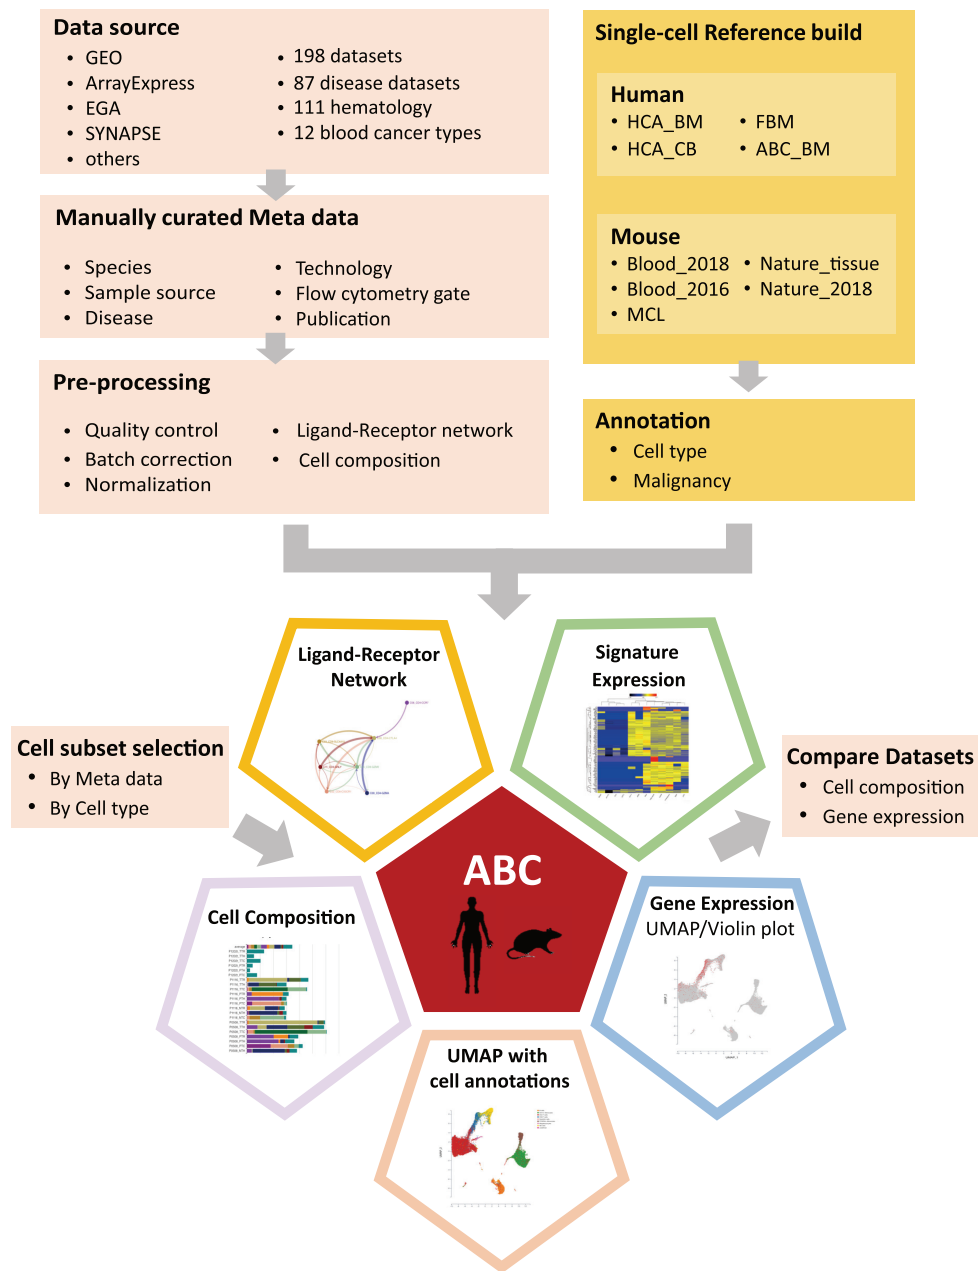 Data source
• GEO
• ArrayExpress
• EGA
• SYNAPSE
• others
• 198 datasets
• 87 disease datasets
• 111 hematology
• 12 blood cancer types
Manually curated Meta data
• Species
• Sample source
• Disease
• Technology
• Flow cytometry gate
• Publication
Pre-processing
• Quality control
• Batch correction
• Normalization
• Ligand-Receptor network
• Cell composition
Single-cell Reference build
Human
• HCA_BM
• HCA_CB
• FBM
• ABC_BM
Mouse
• Blood_2018
• Blood_2016
• MCL
• Nature_tissue
• Nature_2018
Annotation
• Cell type
• Malignancy
Ligand-Receptor
Network
Signature
Expression
Cell subset selection
• By Meta data
• By Cell type
Compare Datasets
• Cell composition
• Gene expression
ABC
Cell Composition
Gene Expression
UMAP/Violin plot
UMAP with
cell annotations